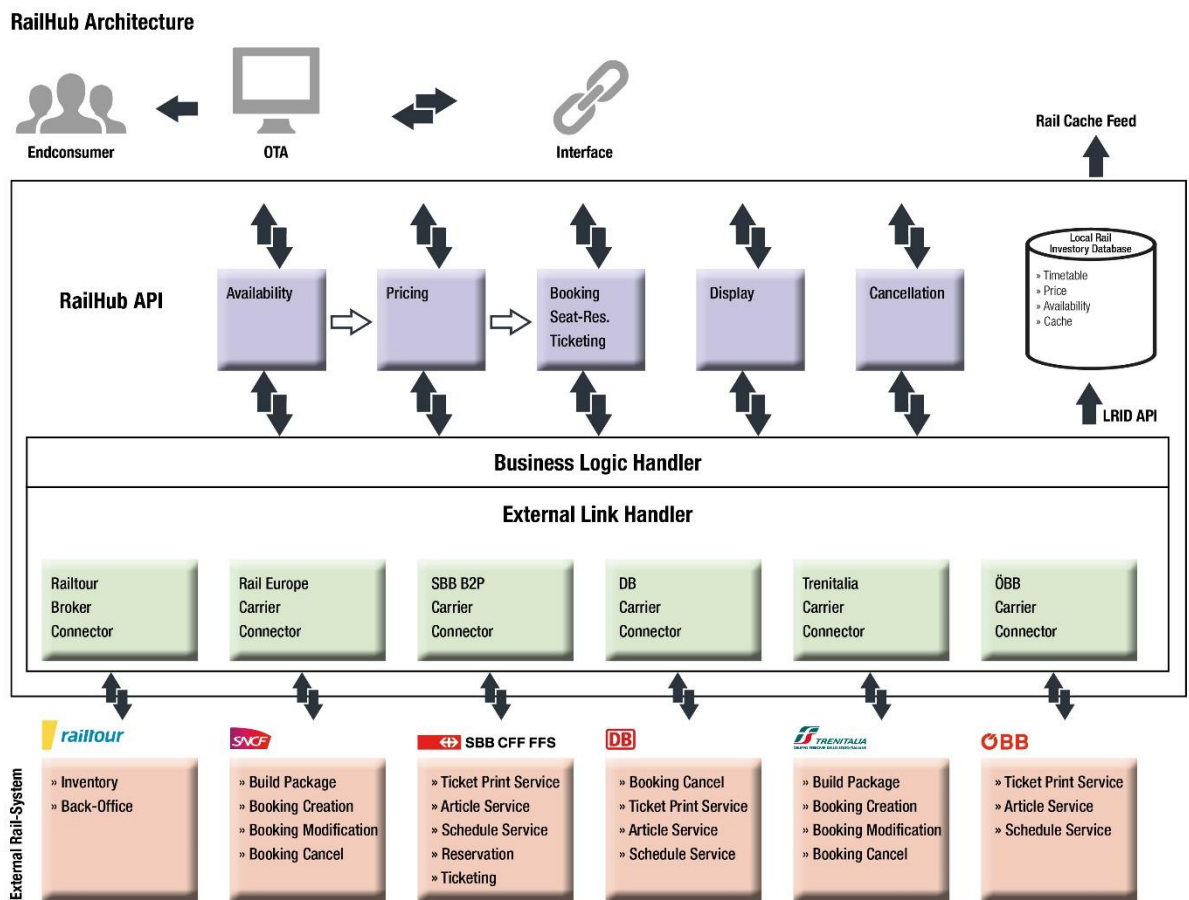 RailHub Architecture
Endconsumer
OTA
Interface
Rail Cache Feed
RailHub API
Availability
Pricing
Booking
Seat-Res.
Ticketing
Display
Cancellation
Local Rail
Inventory Database
» Timetable
» Price
» Availability
» Cache
LRID API
Business Logic Handler
External Link Handler
Railtour
Broker
Connector
Rail Europe
Carrier
Connector
SBB B2P
Carrier
Connector
DB
Carrier
Connector
Trenitalia
Carrier
Connector
ÖBB
Carrier
Connector
External Rail-System
railtour
» Inventory
» Back-Office
SNCF
» Build Package
» Booking Creation
» Booking Modification
» Booking Cancel
SBB CFF FFS
» Ticket Print Service
» Article Service
» Schedule Service
» Reservation
» Ticketing
DB
» Booking Cancel
» Ticket Print Service
» Article Service
» Schedule Service
TRENITALIA
» Build Package
» Booking Creation
» Booking Modification
» Booking Cancel
ÖBB
» Ticket Print Service
» Article Service
» Schedule Service